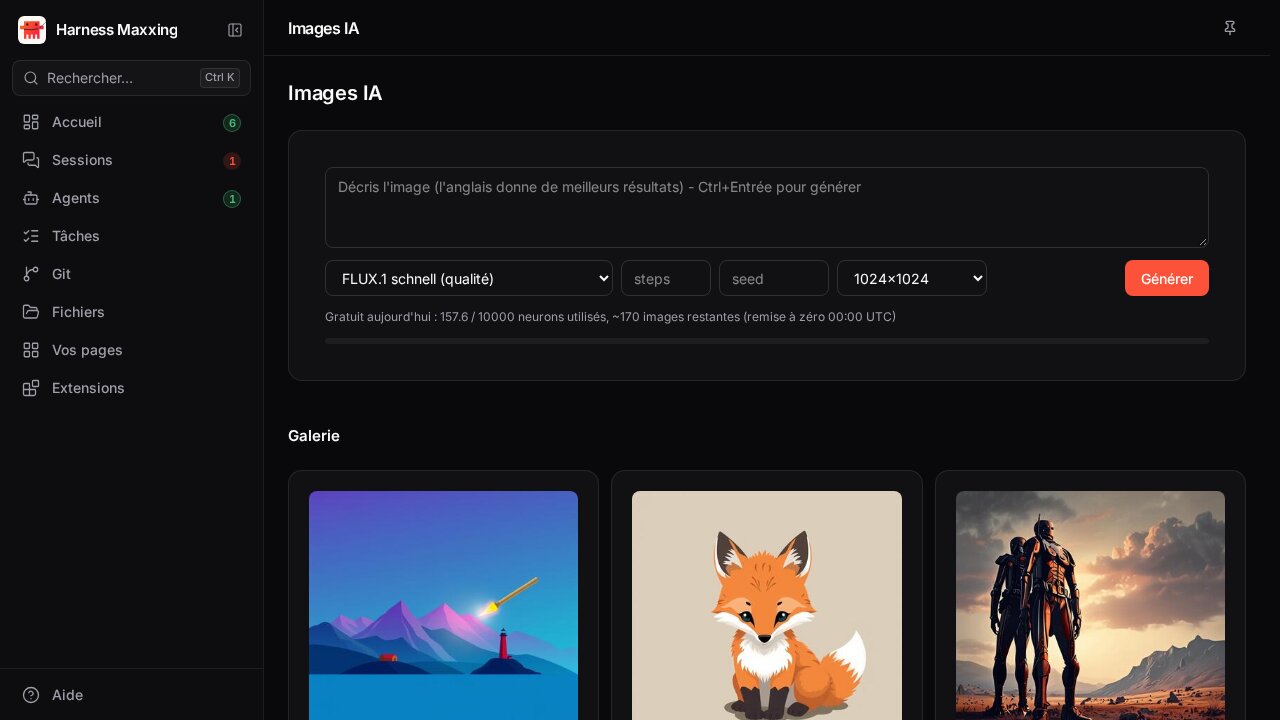 Harness Maxxing
Rechercher...
Ctrl K
Accueil
6
Sessions
1
Agents
1
Tâches
Git
Fichiers
Vos pages
Extensions
Aide
Images IA
Images IA
Décris l'image (l'anglais donne de meilleurs résultats) - Ctrl+Entrée pour générer
FLUX.1 schnell (qualité)
steps
seed
1024×1024
Générer
Gratuit aujourd'hui : 157.6 / 10000 neurons utilisés, ~170 images restantes (remise à zéro 00:00 UTC)
Galerie